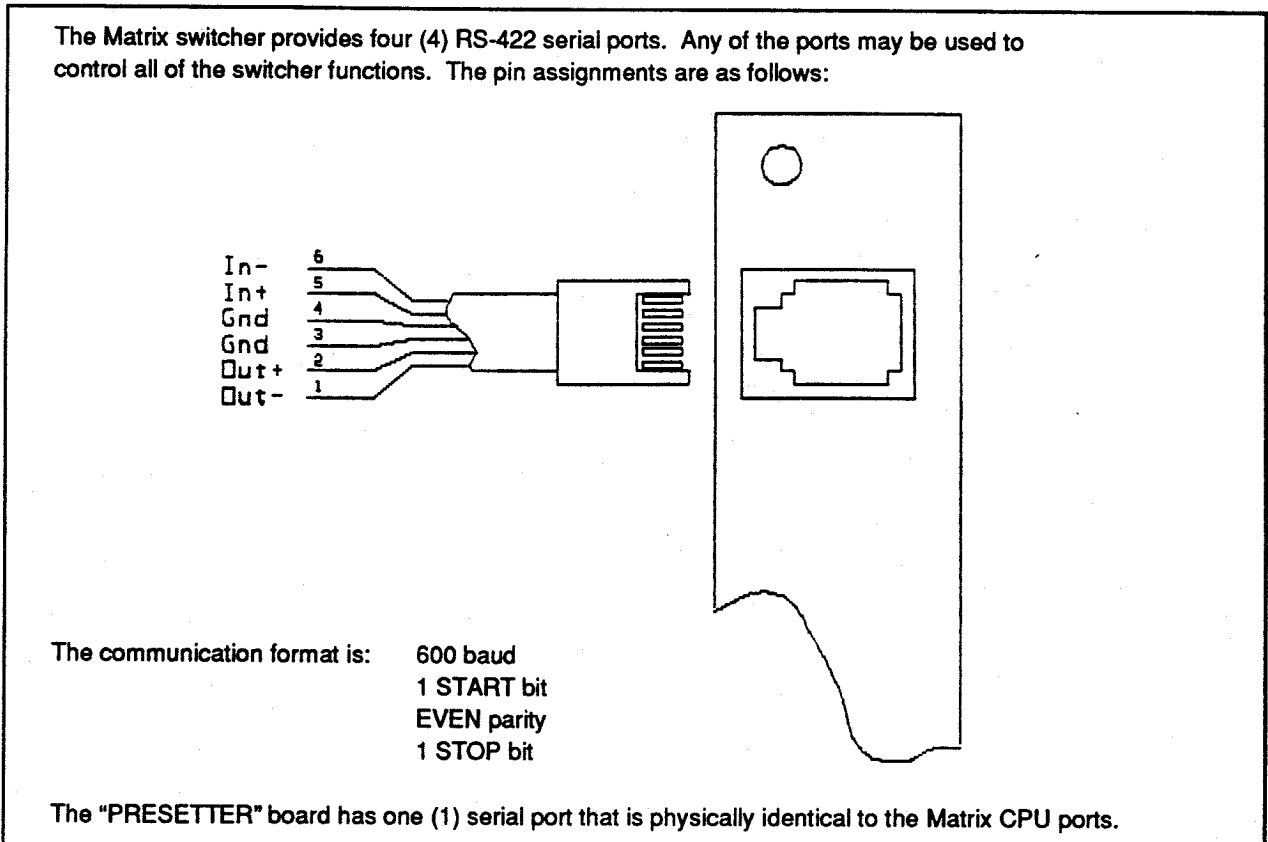 The Matrix switcher provides four (4) RS-422 serial ports. Any of the ports may be used to
control all of the switcher functions. The pin assignments are as follows:
In- 6
In+ 5
Gnd 4
Gnd 3
Out+ 2
Out- 1
The communication format is: 600 baud
1 START bit
EVEN parity
1 STOP bit
The "PRESETTER" board has one (1) serial port that is physically identical to the Matrix CPU ports.